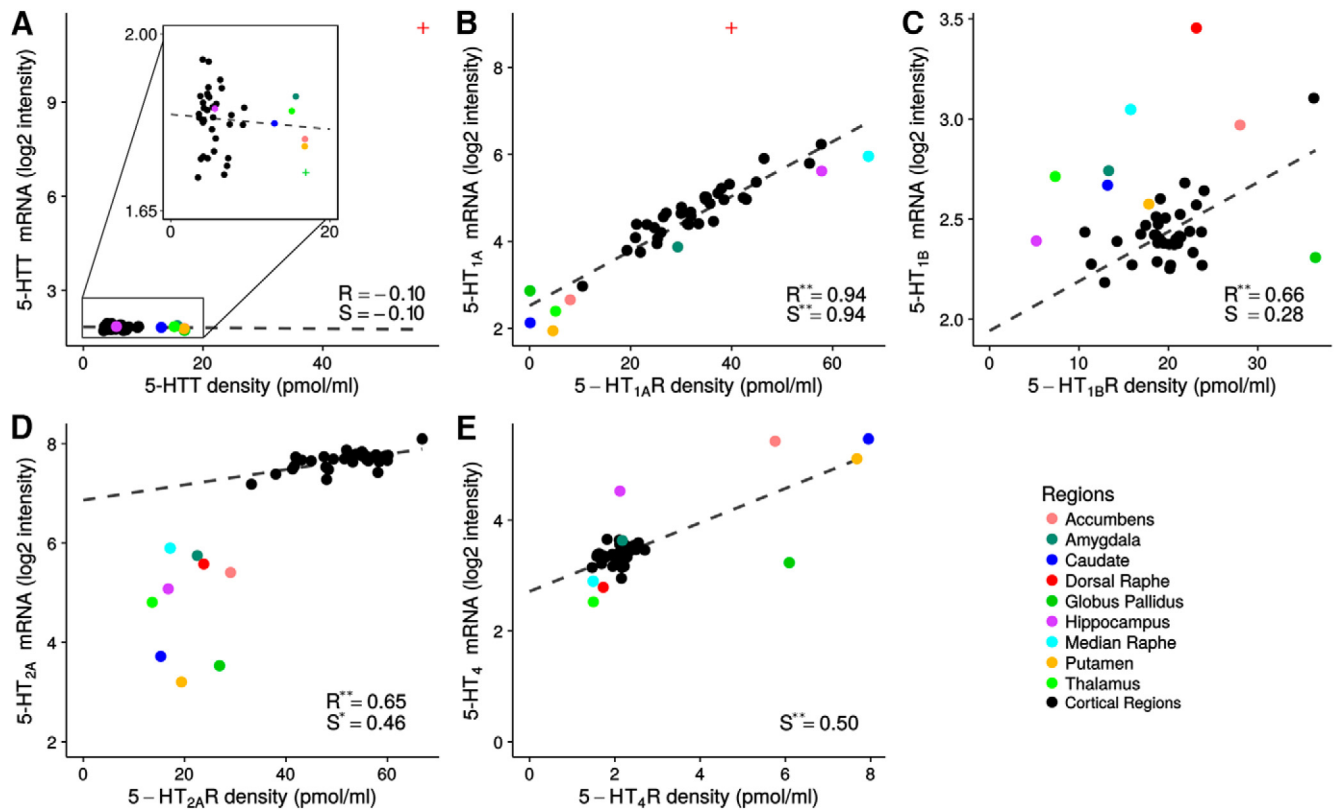 A
5-HTT mRNA (log2 intensity)
9
6
3
2.00
1.65
0
20
R = −0.10
S = −0.10
0
20
40
5-HTT density (pmol/ml)
B
5-HT1A mRNA (log2 intensity)
8
6
4
2
R** = 0.94
S** = 0.94
0
20
40
60
5−HT1AR density (pmol/ml)
C
5-HT1B mRNA (log2 intensity)
3.5
3.0
2.5
2.0
R** = 0.66
S = 0.28
0
10
20
30
5−HT1BR density (pmol/ml)
D
5-HT2A mRNA (log2 intensity)
8
6
4
2
R** = 0.65
S* = 0.46
0
20
40
60
5−HT2AR density (pmol/ml)
E
5-HT4 mRNA (log2 intensity)
4
2
0
S** = 0.50
0
2
4
6
8
5−HT4R density (pmol/ml)
Regions
Accumbens
Amygdala
Caudate
Dorsal Raphe
Globus Pallidus
Hippocampus
Median Raphe
Putamen
Thalamus
Cortical Regions